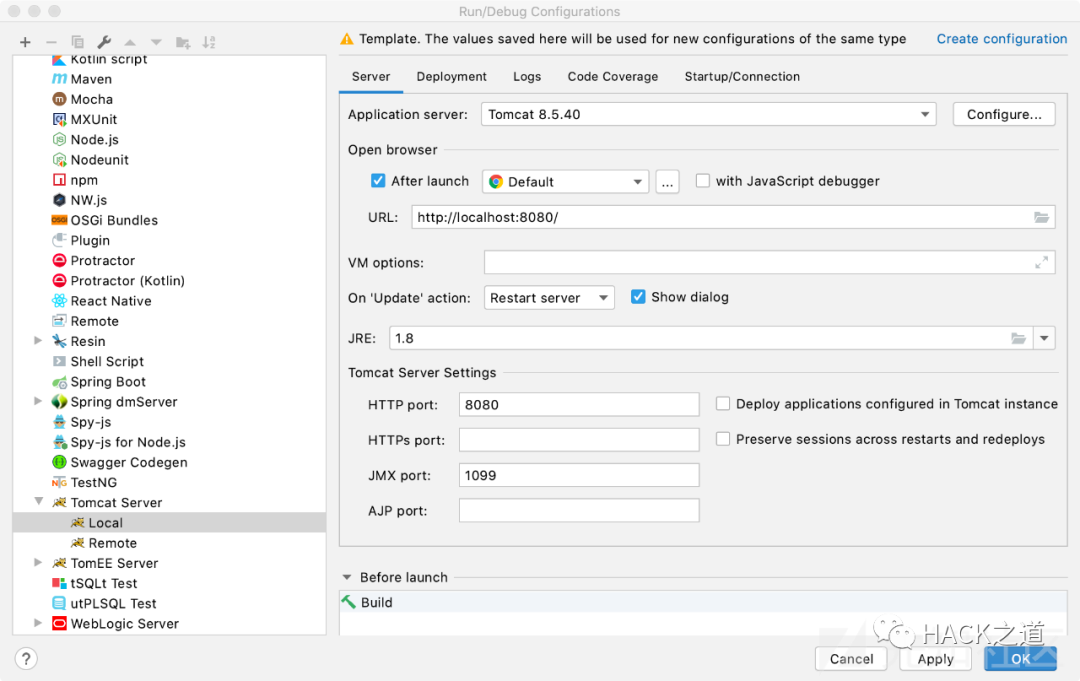 Run/Debug Configurations
Template. The values saved here will be used for new configurations of the same type
Create configuration
Kotlin script
Maven
Mocha
MXUnit
Node.js
Nodeunit
npm
NW.js
OSGi Bundles
Plugin
Protractor
Protractor (Kotlin)
React Native
Remote
Resin
Shell Script
Spring Boot
Spring dmServer
Spy-js
Spy-js for Node.js
Swagger Codegen
TestNG
Tomcat Server
Local
Remote
TomEE Server
tSQLt Test
utPLSQL Test
WebLogic Server
Server Deployment Logs Code Coverage Startup/Connection
Application server: Tomcat 8.5.40 Configure...
Open browser
After launch Default ... with JavaScript debugger
URL: http://localhost:8080/
VM options:
On 'Update' action: Restart server Show dialog
JRE: 1.8
Tomcat Server Settings
HTTP port: 8080 Deploy applications configured in Tomcat instance
HTTPs port: Preserve sessions across restarts and redeploys
JMX port: 1099
AJP port:
Before launch
Build
HACK之道
? Cancel Apply OK